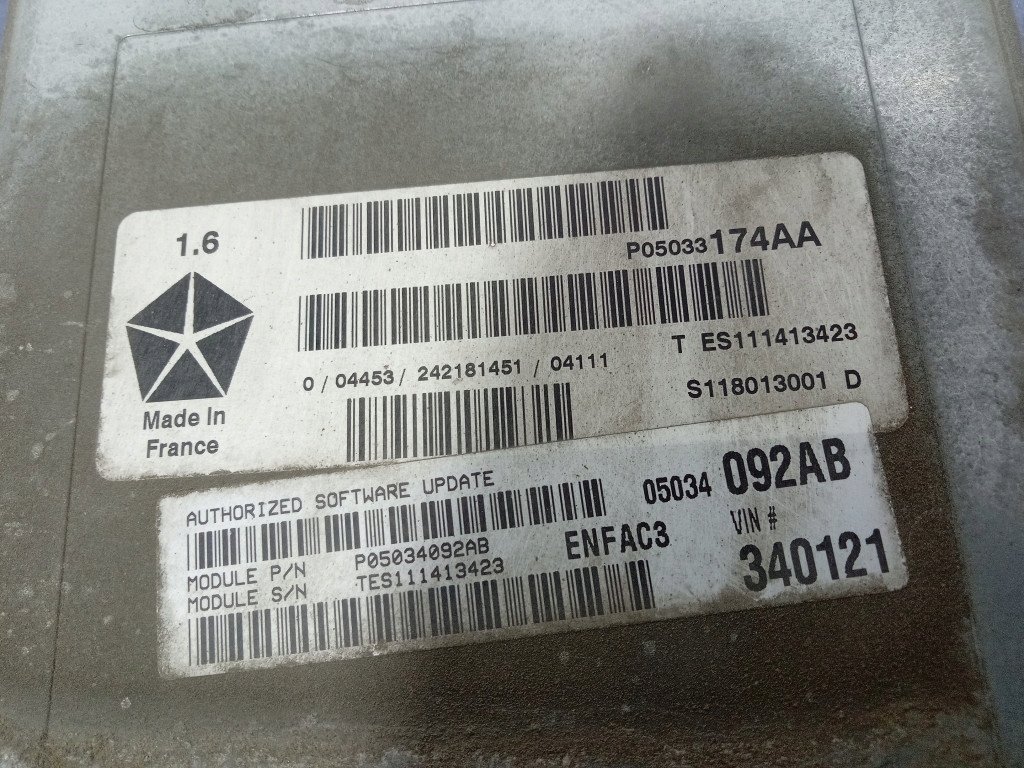 1.6
P05033174AA
T ES111413423
0 / 04453 / 242181451 / 04111
S118013001 D
Made In
France
AUTHORIZED SOFTWARE UPDATE
05034 092AB
MODULE P/N P05034092AB
ENFAC3
VIN #
MODULE S/N TES111413423
340121